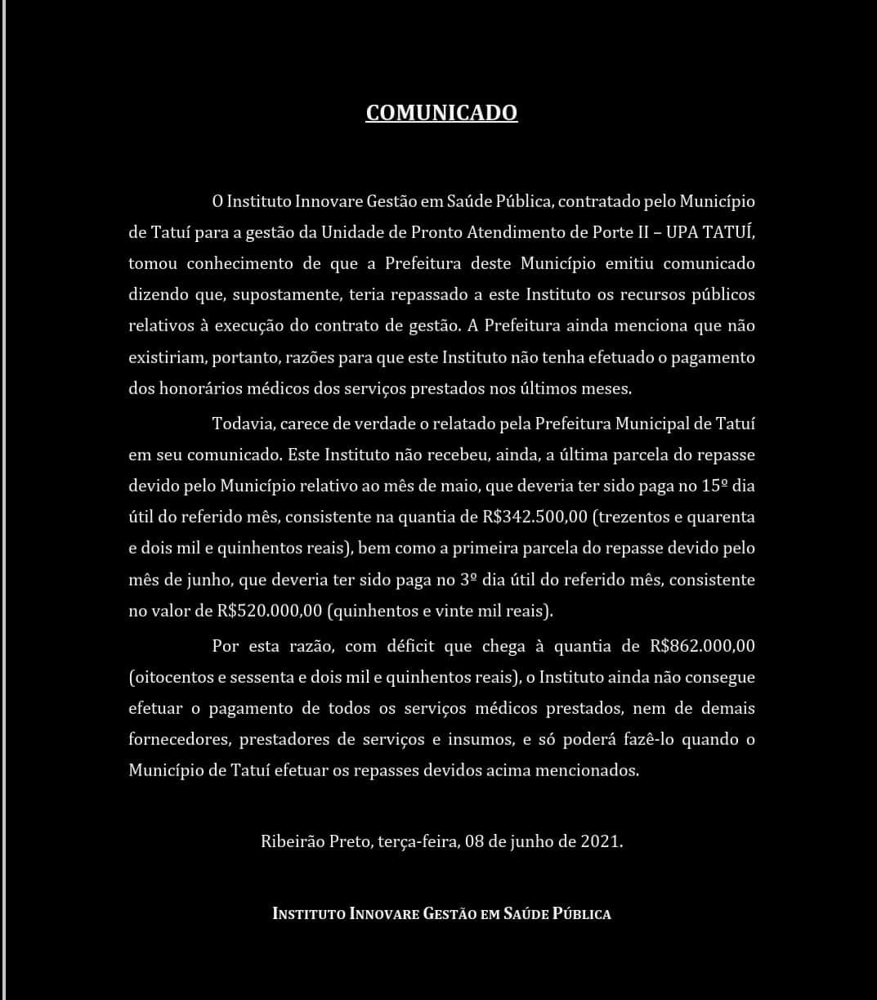 COMUNICADO
O Instituto Innovare Gestão em Saúde Pública, contratado pelo Município
de Tatuí para a gestão da Unidade de Pronto Atendimento de Porte II – UPA TATUÍ,
tomou conhecimento de que a Prefeitura deste Município emitiu comunicado
dizendo que, supostamente, teria repassado a este Instituto os recursos públicos
relativos à execução do contrato de gestão. A Prefeitura ainda menciona que não
existiriam, portanto, razões para que este Instituto não tenha efetuado o pagamento
dos honorários médicos dos serviços prestados nos últimos meses.
Todavia, carece de verdade o relatado pela Prefeitura Municipal de Tatuí
em seu comunicado. Este Instituto não recebeu, ainda, a última parcela do repasse
devido pelo Município relativo ao mês de maio, que deveria ter sido paga no 15º dia
útil do referido mês, consistente na quantia de R$342.500,00 (trezentos e quarenta
e dois mil e quinhentos reais), bem como a primeira parcela do repasse devido pelo
mês de junho, que deveria ter sido paga no 3º dia útil do referido mês, consistente
no valor de R$520.000,00 (quinhentos e vinte mil reais).
Por esta razão, com déficit que chega à quantia de R$862.000,00
(oitocentos e sessenta e dois mil e quinhentos reais), o Instituto ainda não consegue
efetuar o pagamento de todos os serviços médicos prestados, nem de demais
fornecedores, prestadores de serviços e insumos, e só poderá fazê-lo quando o
Município de Tatuí efetuar os repasses devidos acima mencionados.
Ribeirão Preto, terça-feira, 08 de junho de 2021.
INSTITUTO INNOVARE GESTÃO EM SAÚDE PÚBLICA